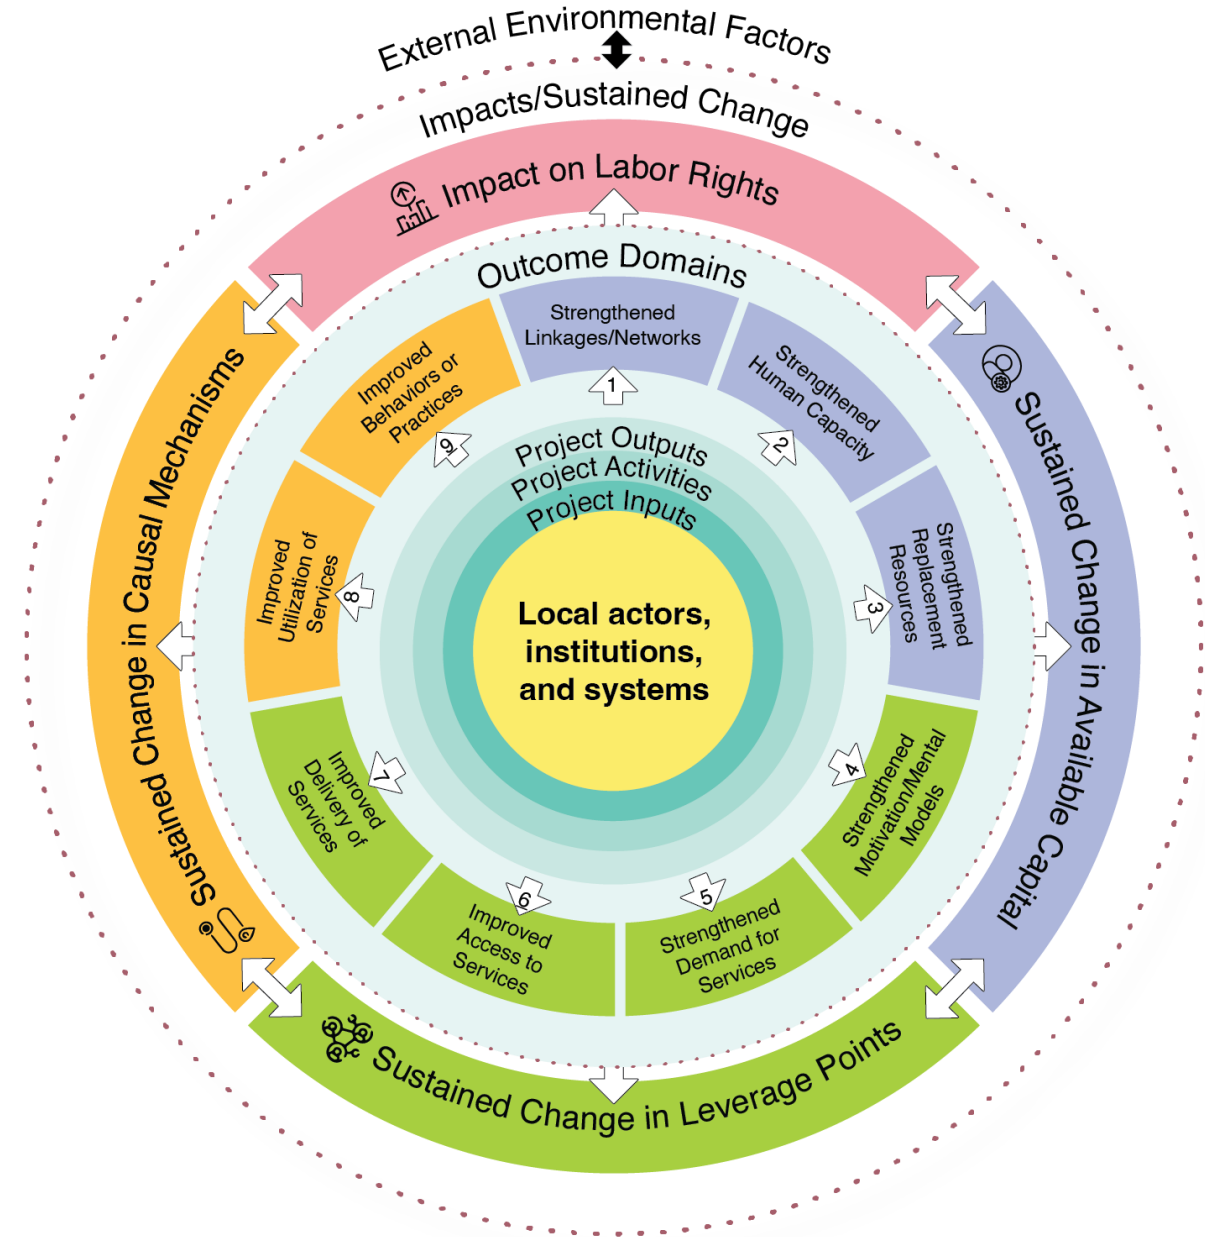 External Environmental Factors
Impacts/Sustained Change
Impact on Labor Rights
Outcome Domains
Strengthened
Linkages/Networks
1
Strengthened
Human Capacity
2
Strengthened
Replacement
Resources
3
Strengthened
Motivation/Mental
Models
4
Strengthened
Demand for
Services
5
Improved
Access to
Services
6
Improved
Delivery of
Services
7
Improved
Utilization of
Services
8
Improved
Behaviors or
Practices
9
Project Outputs
Project Activities
Project Inputs
Local actors,
institutions,
and systems
Sustained Change in Available Capital
Sustained Change in Leverage Points
Sustained Change in Causal Mechanisms